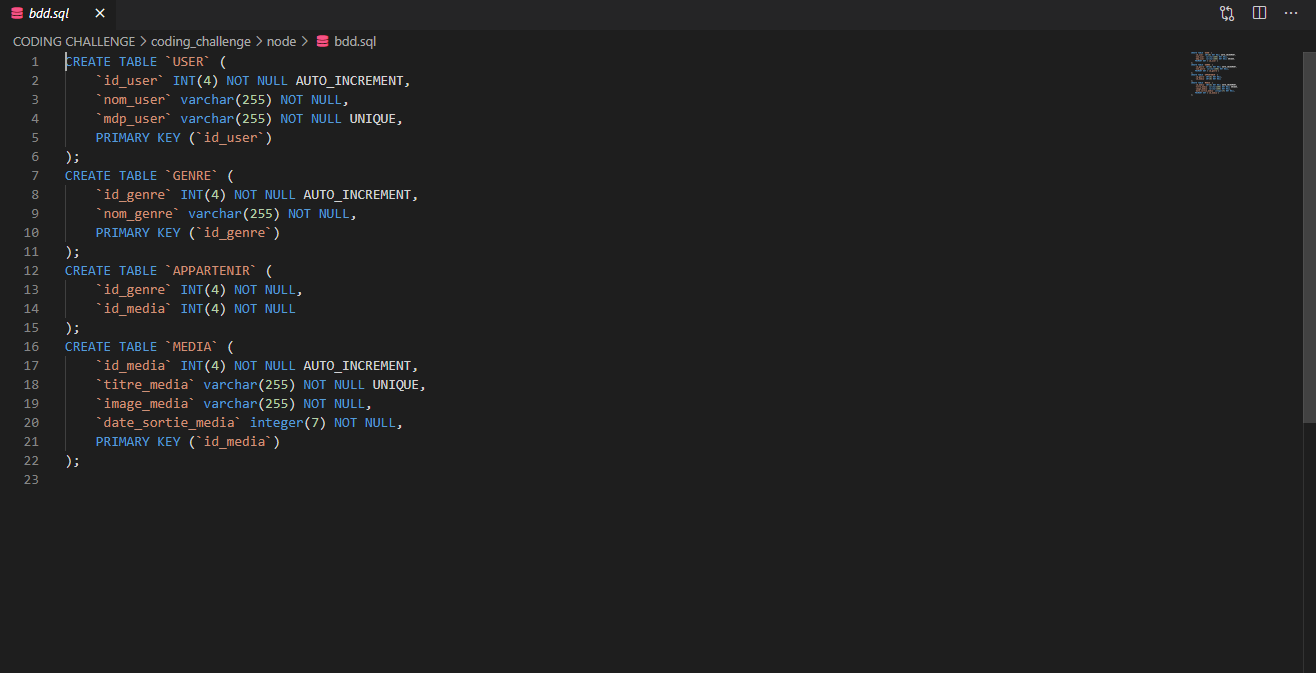 bdd.sql
CODING CHALLENGE > coding_challenge > node > bdd.sql
1 CREATE TABLE `USER` (
2 `id_user` INT(4) NOT NULL AUTO_INCREMENT,
3 `nom_user` varchar(255) NOT NULL,
4 `mdp_user` varchar(255) NOT NULL UNIQUE,
5 PRIMARY KEY (`id_user`)
6 );
7 CREATE TABLE `GENRE` (
8 `id_genre` INT(4) NOT NULL AUTO_INCREMENT,
9 `nom_genre` varchar(255) NOT NULL,
10 PRIMARY KEY (`id_genre`)
11 );
12 CREATE TABLE `APPARTENIR` (
13 `id_genre` INT(4) NOT NULL,
14 `id_media` INT(4) NOT NULL
15 );
16 CREATE TABLE `MEDIA` (
17 `id_media` INT(4) NOT NULL AUTO_INCREMENT,
18 `titre_media` varchar(255) NOT NULL UNIQUE,
19 `image_media` varchar(255) NOT NULL,
20 `date_sortie_media` integer(7) NOT NULL,
21 PRIMARY KEY (`id_media`)
22 );
23